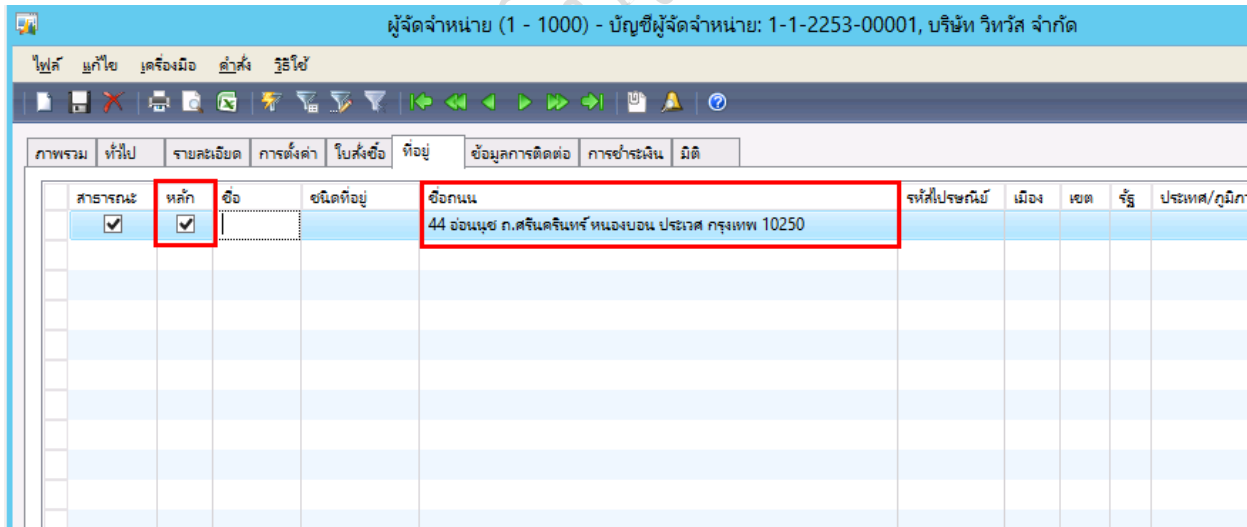 ผู้จัดจำหน่าย (1 - 1000) - บัญชีผู้จัดจำหน่าย: 1-1-2253-00001, บริษัท วิทวัส จำกัด
ไฟล์ แก้ไข เครื่องมือ คำสั่ง วิธีใช้
ภาพรวม ทั่วไป รายละเอียด การตั้งค่า ใบสั่งซื้อ ที่อยู่ ข้อมูลการติดต่อ การชำระเงิน มิติ
สาธารณะ หลัก ชื่อ ชนิดที่อยู่ ชื่อถนน รหัสไปรษณีย์ เมือง เขต รัฐ ประเทศ/ภูมิภา
44 อ่อนนุช ถ.ศรีนครินทร์ หนองบอน ประเวศ กรุงเทพ 10250